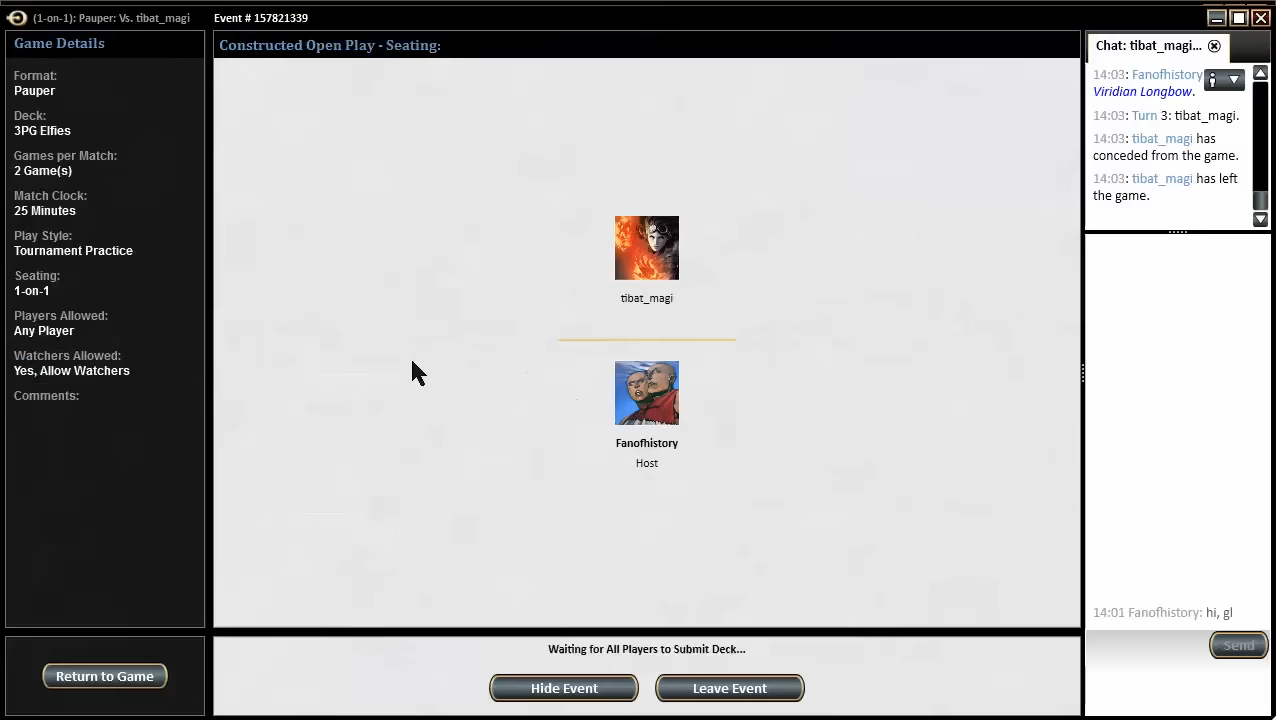 (1-on-1): Pauper: Vs. tibat_magi
Event # 157821339
Game Details
Format:
Pauper
Deck:
3PG Elfies
Games per Match:
2 Game(s)
Match Clock:
25 Minutes
Play Style:
Tournament Practice
Seating:
1-on-1
Players Allowed:
Any Player
Watchers Allowed:
Yes, Allow Watchers
Comments:
Return to Game
Constructed Open Play - Seating:
tibat_magi
Fanofhistory
Host
Waiting for All Players to Submit Deck...
Hide Event
Leave Event
Chat: tibat_magi...
14:03: Fanofhistory
Viridian Longbow.
14:03: Turn 3: tibat_magi.
14:03: tibat_magi has
conceded from the game.
14:03: tibat_magi has left
the game.
14:01 Fanofhistory: hi, gl
Send